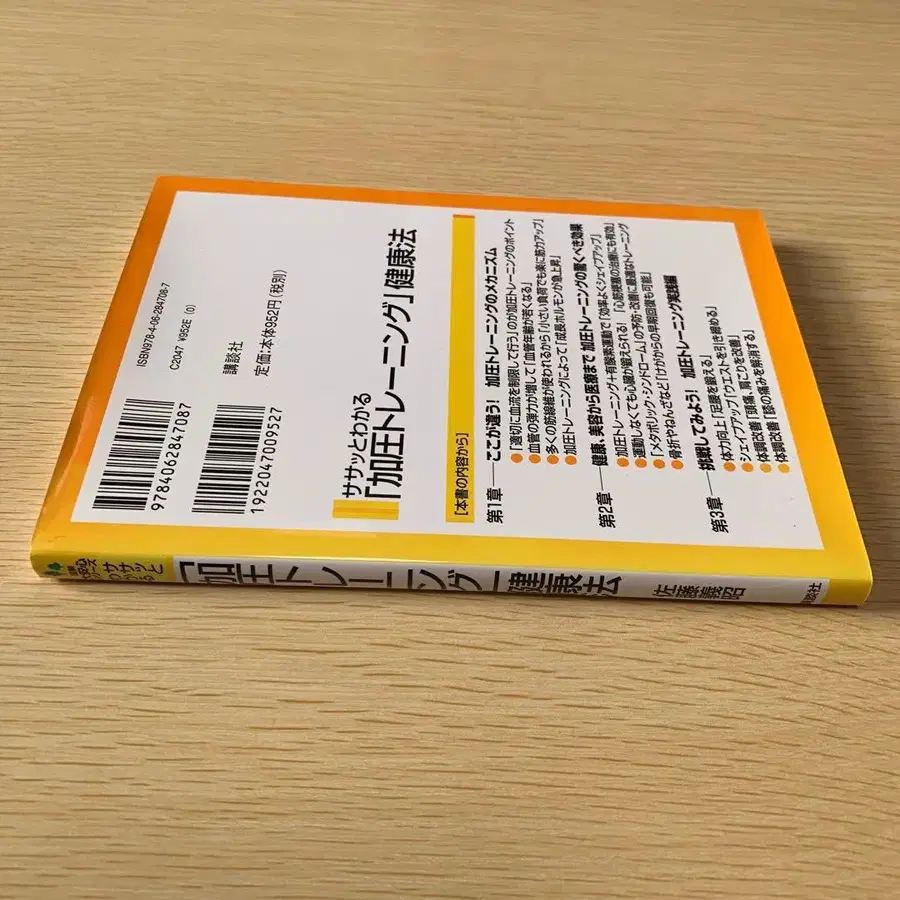 ISBN978-4-06-284708-7
C2047 ¥952E (0)
講談社
定価:本体952円(税別)
9784062847087
1922047009527
ササッとわかる
「加圧トレーニング」健康法
[本書の内容から]
第1章──ここが違う! 加圧トレーニングのメカニズム
●「適切に血流を制限して行う」のが加圧トレーニングのポイント
●血管の弾力が増して「血管年齢が若くなる」
●多くの筋線維が使われるから「小さい負荷でも楽に筋力アップ」
●加圧トレーニングによって「成長ホルモンが急上昇」
第2章──健康、美容から医療まで 加圧トレーニングの驚くべき効果
●加圧トレーニング+有酸素運動で「効率よくシェイプアップ」
●運動しなくても心臓が鍛えられる! 「心筋梗塞の治療にも有効」
●「メタボリック・シンドローム」の予防・改善に最適なトレーニング
●骨折やねんざなど「ケガからの早期回復も可能」
第3章──挑戦してみよう! 加圧トレーニング実践編
●体力向上「足腰を鍛える」
●シェイプアップ「ウエストを引き締める」
●体調改善「頭痛、肩こりを改善」
●体調改善「膝の痛みを解消する」
ササッと
わかる
「加圧トレーニング」健康法
佐藤義昭
講談社